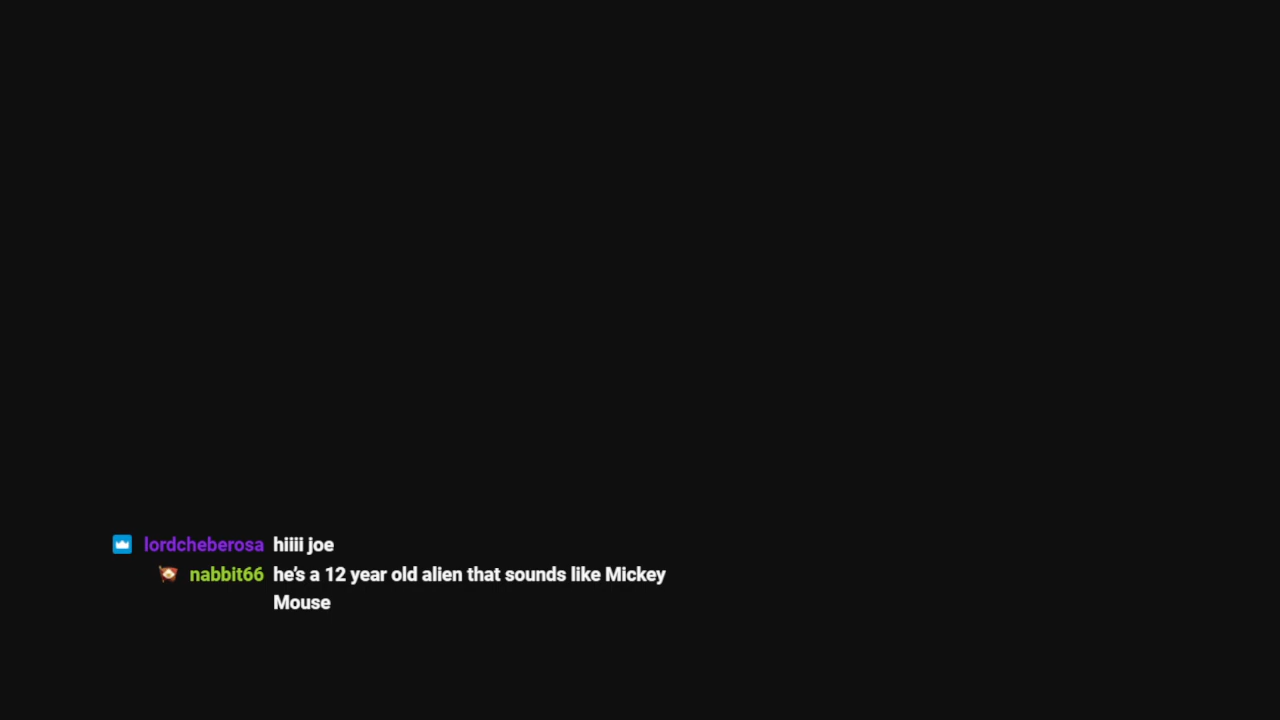 lordcheberosa hiiii joe
nabbit66 he’s a 12 year old alien that sounds like Mickey
Mouse